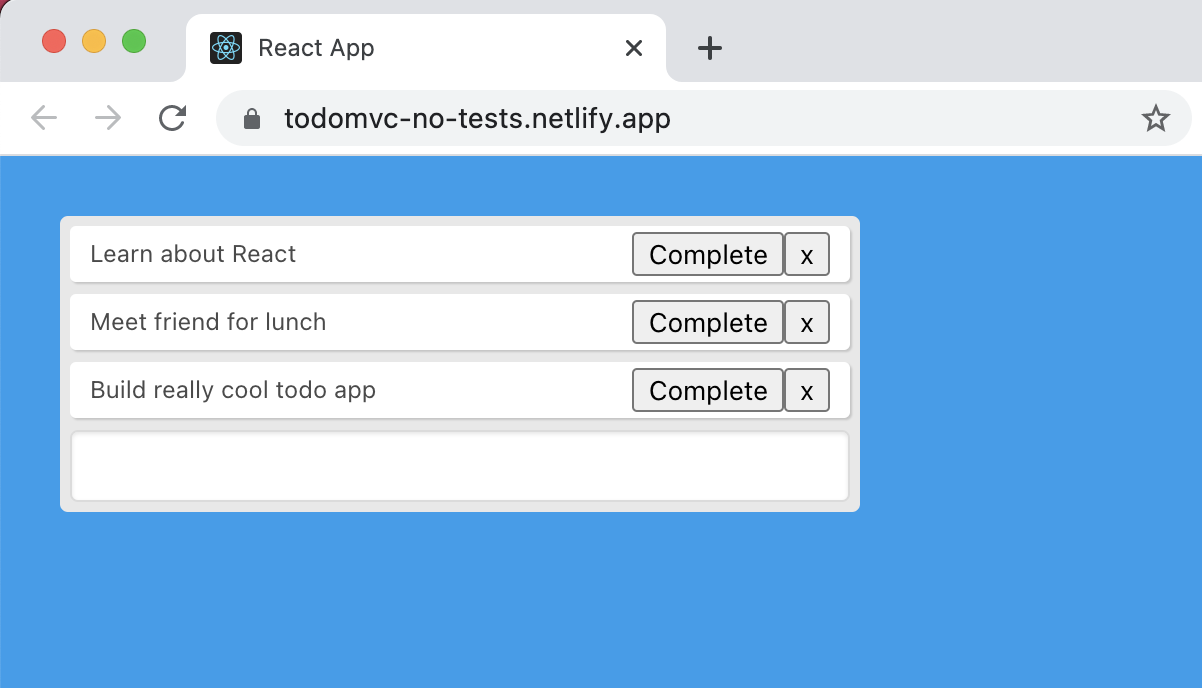 React App
todomvc-no-tests.netlify.app
Learn about React Complete x
Meet friend for lunch Complete x
Build really cool todo app Complete x